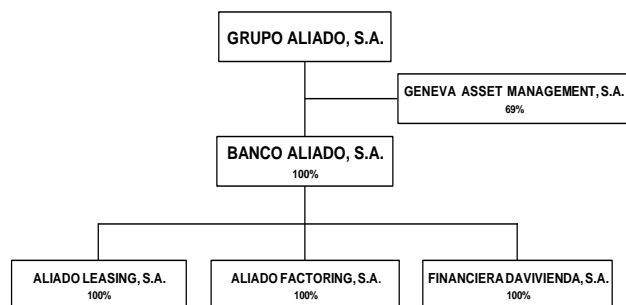 GRUPO ALIADO, S.A.
GENEVA ASSET MANAGEMENT, S.A.
69%
BANCO ALIADO, S.A.
100%
ALIADO LEASING, S.A.
100%
ALIADO FACTORING, S.A.
100%
FINANCIERA DAVIVIENDA, S.A.
100%